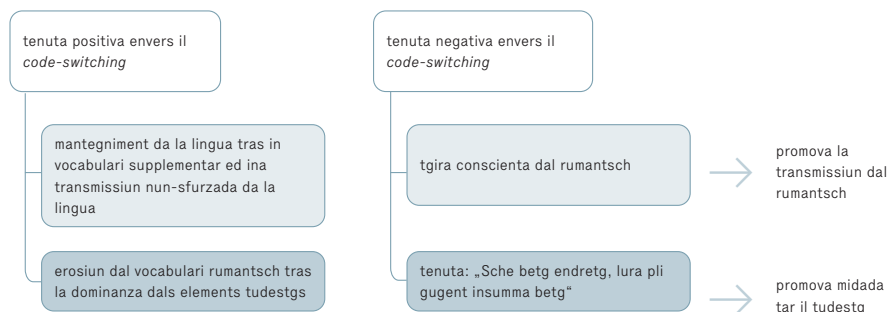 tenuta positiva envers il
code-switching
mantegniment da la lingua tras in
vocabulari supplementar ed ina
transmissiun nun-sfurzada da la
lingua
erosiun dal vocabulari rumantsch tras
la dominanza dals elements tudestgs
tenuta negativa envers il
code-switching
tgira conscienta dal rumantsch
promova la
transmissiun dal
rumantsch
tenuta: „Sche betg endretg, lura pli
gugent insumma betg“
promova midada
tar il tudestg